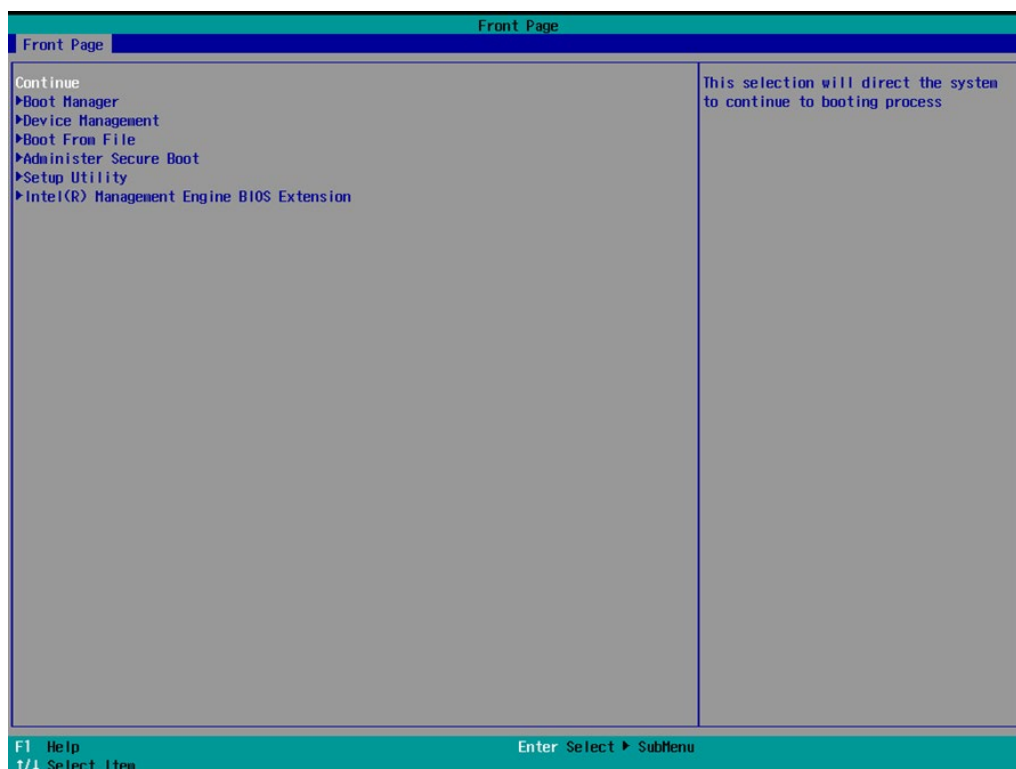 Front Page
Front Page
Continue
▶Boot Manager
▶Device Management
▶Boot From File
▶Administer Secure Boot
▶Setup Utility
▶Intel(R) Management Engine BIOS Extension
This selection will direct the system
to continue to booting process
F1 Help
Enter Select ▶ SubMenu
↑/↓ Select Item